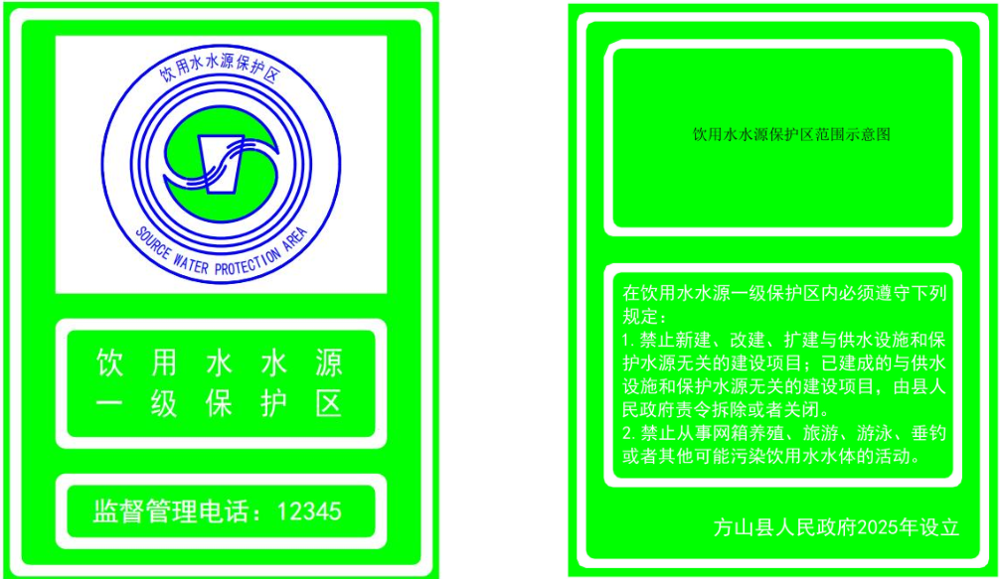 饮用水水源保护区
SOURCE WATER PROTECTION AREA
饮用水水源
一级保护区
监督管理电话：12345
饮用水水源保护区范围示意图
在饮用水水源一级保护区内必须遵守下列
规定：
1.禁止新建、改建、扩建与供水设施和保
护水源无关的建设项目；已建成的与供水
设施和保护水源无关的建设项目，由县人
民政府责令拆除或者关闭。
2.禁止从事网箱养殖、旅游、游泳、垂钓
或者其他可能污染饮用水水体的活动。
方山县人民政府2025年设立